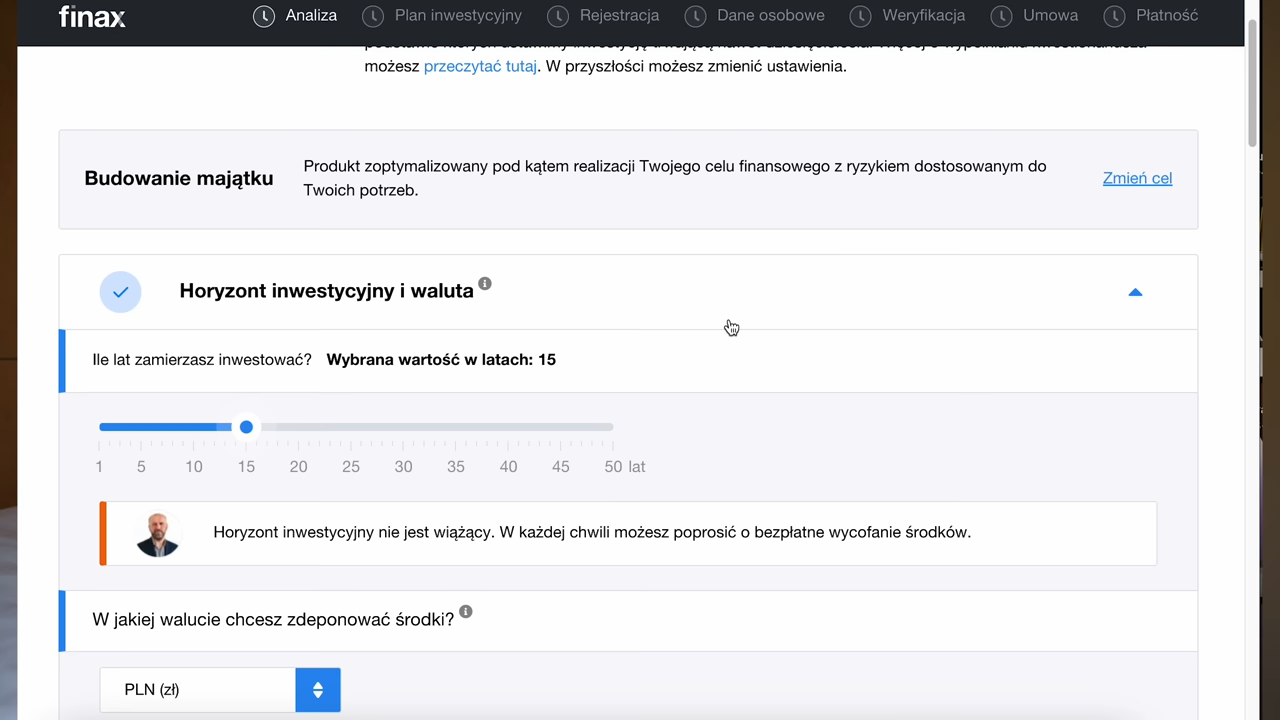 finax
Analiza
Plan inwestycyjny
Rejestracja
Dane osobowe
Weryfikacja
Umowa
Płatność
możesz przeczytać tutaj. W przyszłości możesz zmienić ustawienia.
Budowanie majątku
Produkt zoptymalizowany pod kątem realizacji Twojego celu finansowego z ryzykiem dostosowanym do
Twoich potrzeb.
Zmień cel
Horyzont inwestycyjny i waluta
Ile lat zamierzasz inwestować? Wybrana wartość w latach: 15
1 5 10 15 20 25 30 35 40 45 50 lat
Horyzont inwestycyjny nie jest wiążący. W każdej chwili możesz poprosić o bezpłatne wycofanie środków.
W jakiej walucie chcesz zdeponować środki?
PLN (zł)